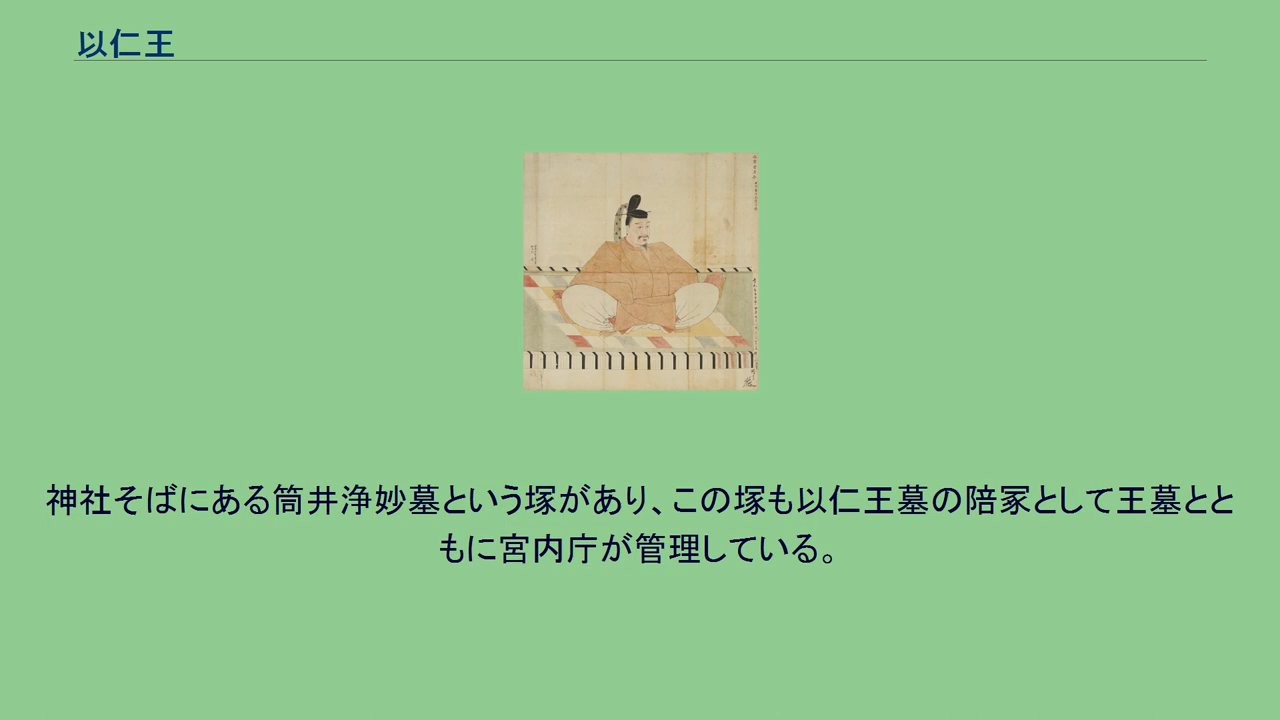 以仁王
神社そばにある筒井浄妙墓という塚があり、この塚も以仁王墓の陪冢として王墓とと
もに宮内庁が管理している。